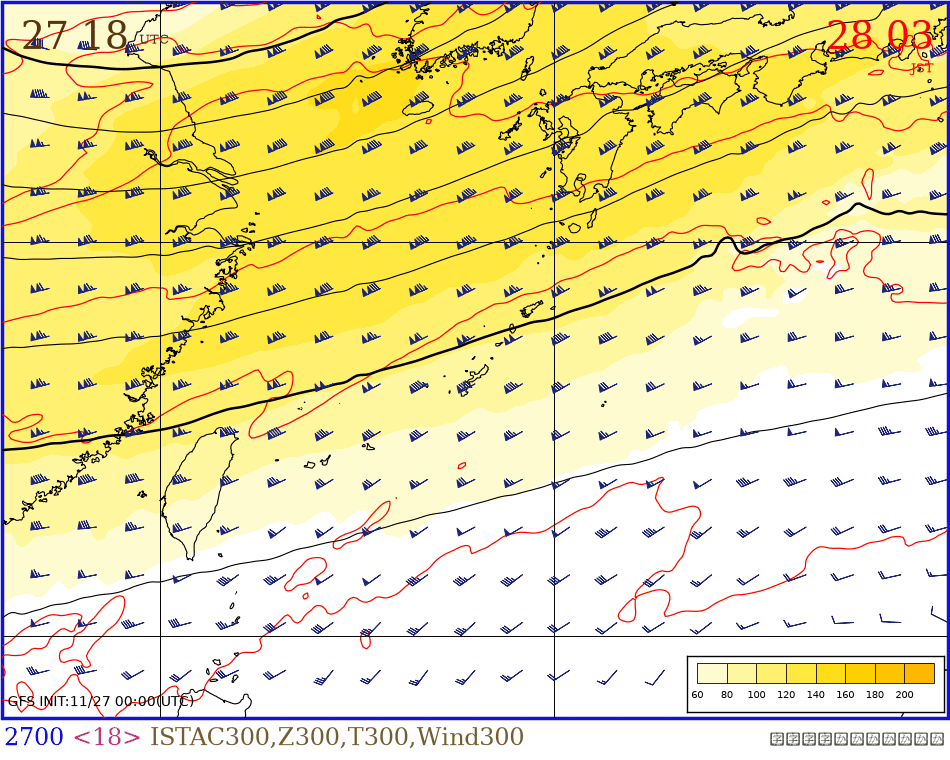 27 18 UTC
28 03
JST
GFS INIT:11/27 00:00(UTC)
60 80 100 120 140 160 180 200
2700 <18> ISTAC300,Z300,T300,Wind300